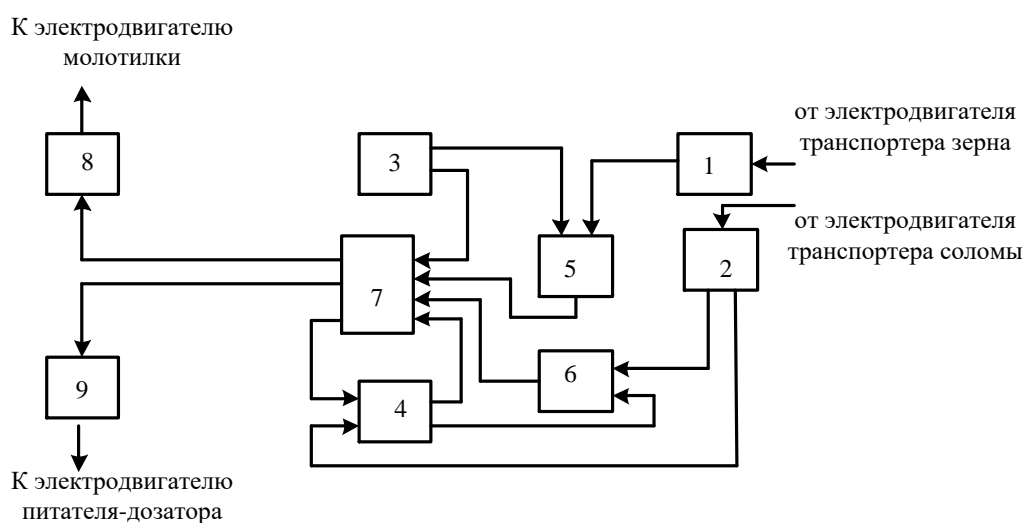 К электродвигателю
молотилки
от электродвигателя
транспортера зерна
8
3
1
от электродвигателя
транспортера соломы
5
2
7
6
9
4
К электродвигателю
питателя-дозатора